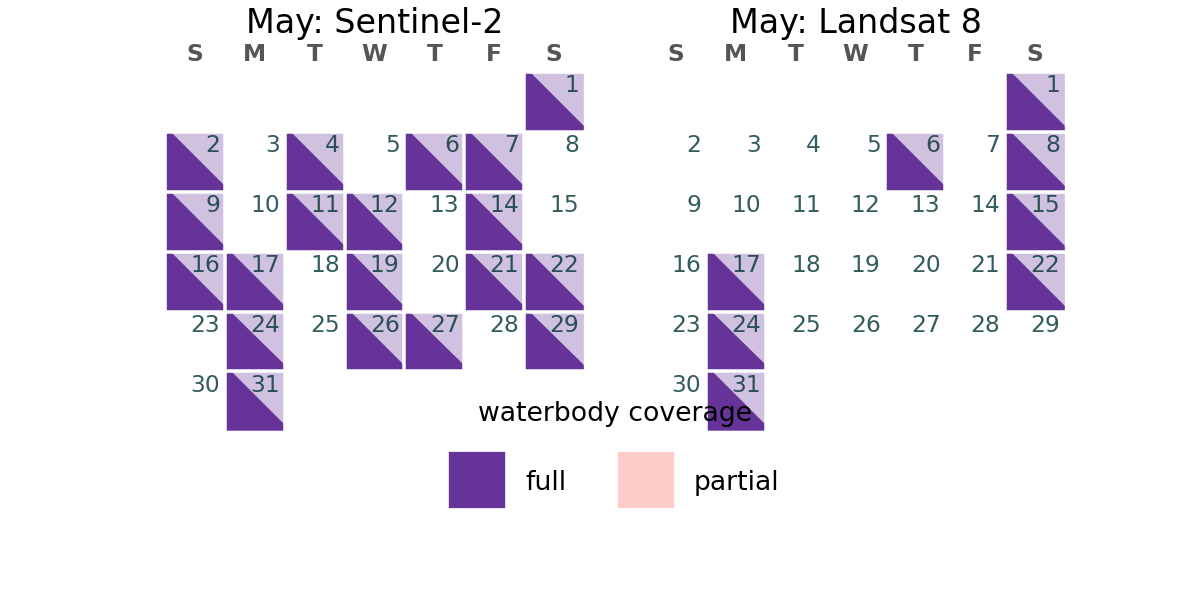 May: Sentinel-2
S M T W T F S
1
2 3 4 5 6 7 8
9 10 11 12 13 14 15
16 17 18 19 20 21 22
23 24 25 26 27 28 29
30 31
May: Landsat 8
S M T W T F S
1
2 3 4 5 6 7 8
9 10 11 12 13 14 15
16 17 18 19 20 21 22
23 24 25 26 27 28 29
30 31
waterbody coverage
full
partial